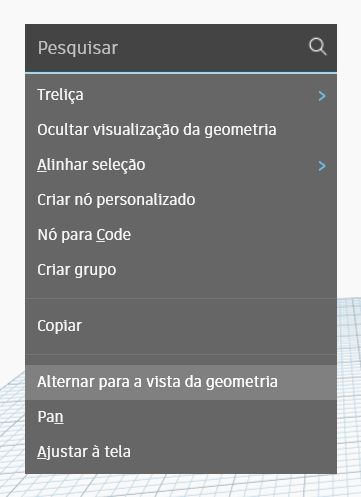 Pesquisar
Treliça
Ocultar visualização da geometria
Alinhar seleção
Criar nó personalizado
Nó para Code
Criar grupo
Copiar
Alternar para a vista da geometria
Pan
Ajustar à tela